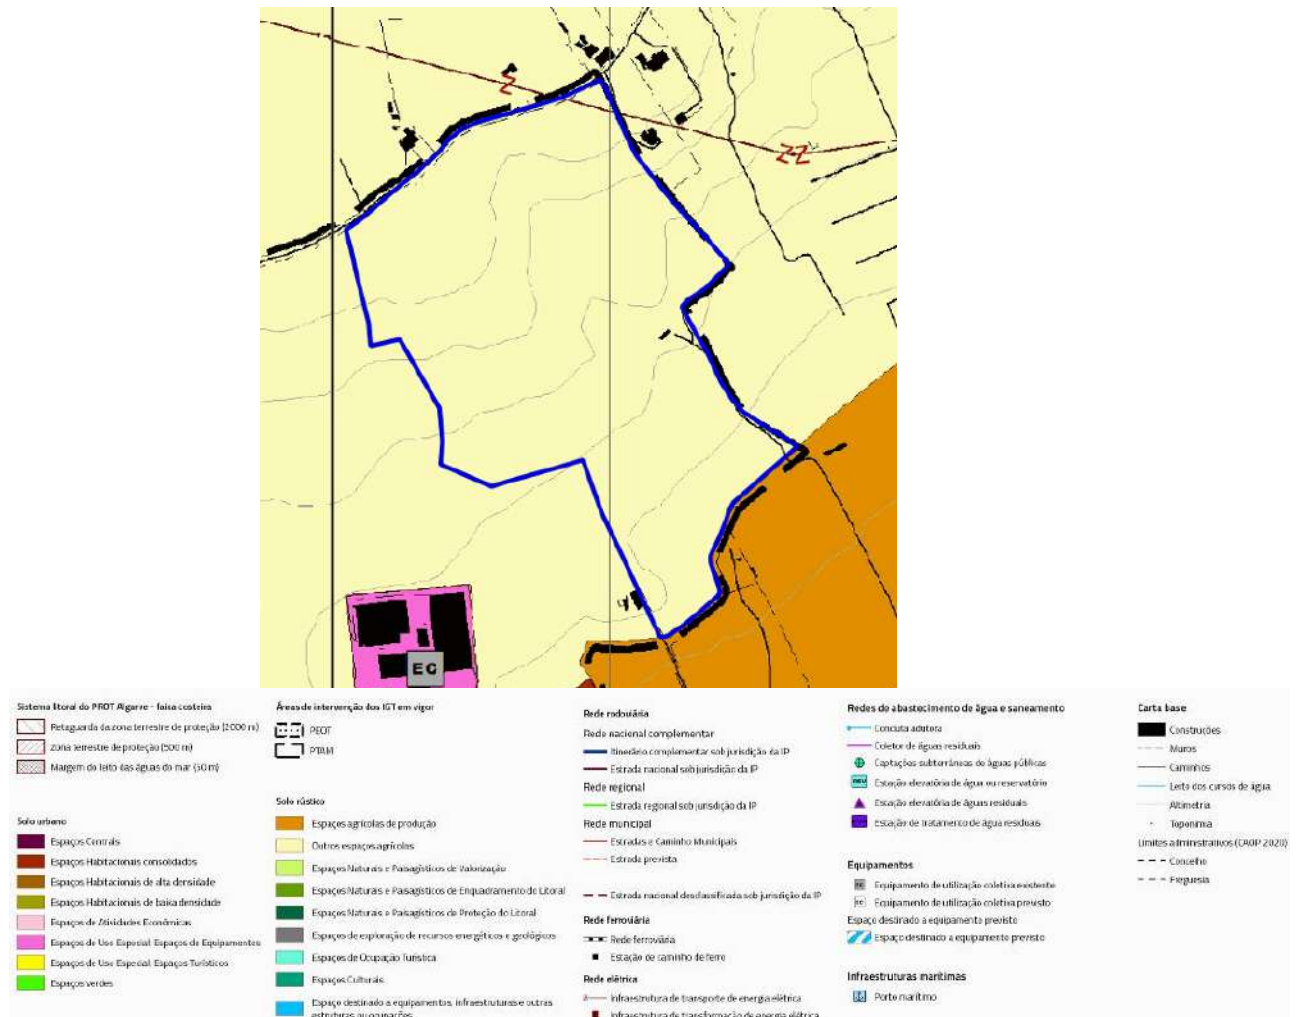 EC
Sistema litoral do PROT Algarve - faixa costeira
Retaguarda da zona terrestre de proteção (2000 m)
Zona terrestre de proteção (500 m)
Margem do leito das águas do mar (50 m)
Solo urbano
Espaços Centrais
Espaços Habitacionais consolidados
Espaços Habitacionais de alta densidade
Espaços Habitacionais de baixa densidade
Espaços de Atividades Económicas
Espaços de Uso Especial: Espaços de Equipamentos
Espaços de Uso Especial: Espaços Turísticos
Espaços verdes
Áreas de intervenção dos IGT em vigor
PEOT
Solo rústico
Espaços agrícolas de produção
Outros espaços agrícolas
Espaços Naturais e Paisagísticos de Valorização
Espaços Naturais e Paisagísticos de Enquadramento do Litoral
Espaços Naturais e Paisagísticos de Proteção do Litoral
Espaços de exploração de recursos energéticos e geológicos
Espaços de Ocupação Turística
Espaços Culturais
Espaço destinado a equipamentos, infraestruturas e outras
estruturas ou ocupações
Rede rodoviária
Rede nacional complementar
Itinerário complementar sob jurisdição da IP
Estrada nacional sob jurisdição da IP
Rede regional
Estrada regional sob jurisdição da IP
Rede municipal
Estradas e Caminho Municipais
Estrada prevista
Estrada nacional desclassificada sob jurisdição da IP
Rede ferroviária
Rede ferroviária
Estação de caminho de ferro
Rede elétrica
Infraestrutura de transporte de energia elétrica
Infraestrutura de transformação de energia elétrica
Redes de abastecimento de água e saneamento
Conduta adutora
Coletor de águas residuais
Captações subterrâneas de águas públicas
Estação elevatória de água ou reservatório
Estação elevatória de águas residuais
Estação de tratamento de água residuais
Equipamentos
Equipamento de utilização coletiva existente
Equipamento de utilização coletiva previsto
Espaço destinado a equipamento previsto
Espaço destinado a equipamento previsto
Infraestruturas marítimas
Porto marítimo
Carta base
Construções
Muros
Caminhos
Leito dos cursos de água
Altimetria
Toponímia
Limites administrativos (CAOP 2020)
Concelho
Freguesia